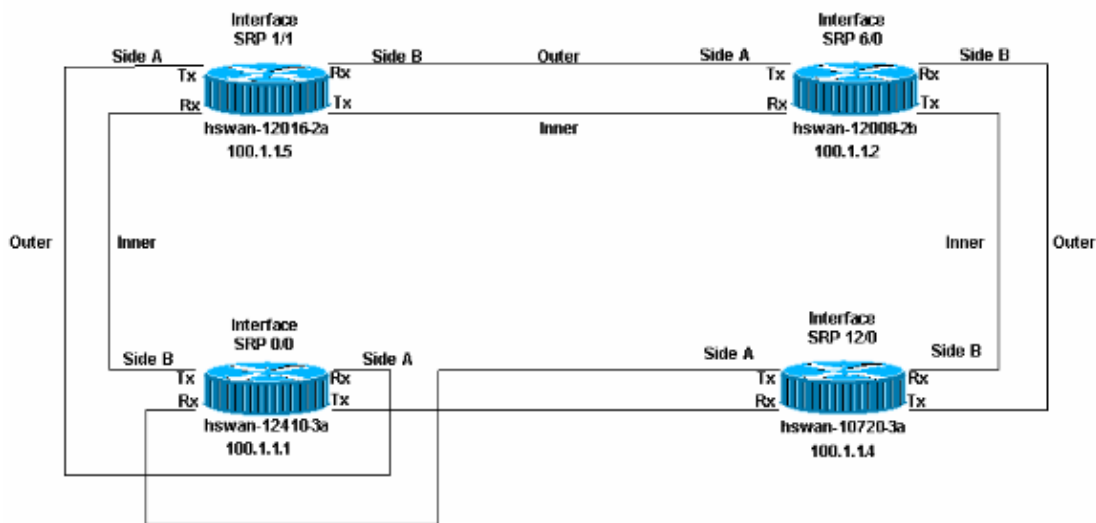 Interface
SRP 1/1
Interface
SRP 6/0
Side A
Side B
Outer
Side A
Side B
Tx
Rx
Tx
Rx
Rx
Tx
Rx
Tx
hswan-12016-2a
100.1.1.5
Inner
hswan-12008-2b
100.1.1.2
Outer
Inner
Inner
Outer
Interface
SRP 0/0
Interface
SRP 12/0
Side B
Side A
Side A
Side B
Tx
Rx
Tx
Rx
Rx
Tx
Rx
Tx
hswan-12410-3a
100.1.1.1
hswan-10720-3a
100.1.1.4